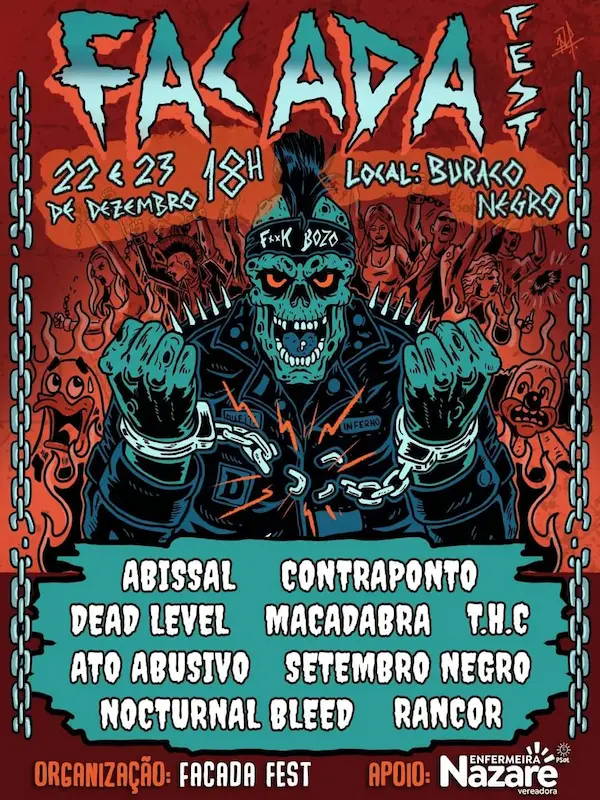 FACADA
FEST
22 E 23
DE DEZEMBRO
18H
LOCAL: BURACO
NEGRO
F**K BOZO
INFERNO
ABISSAL CONTRAPONTO
DEAD LEVEL MACADABRA T.H.C
ATO ABUSIVO SETEMBRO NEGRO
NOCTURNAL BLEED RANCOR
ORGANIZAÇÃO: FACADA FEST
APOIO: ENFERMEIRA
Nazaré
vereadora
PSOL